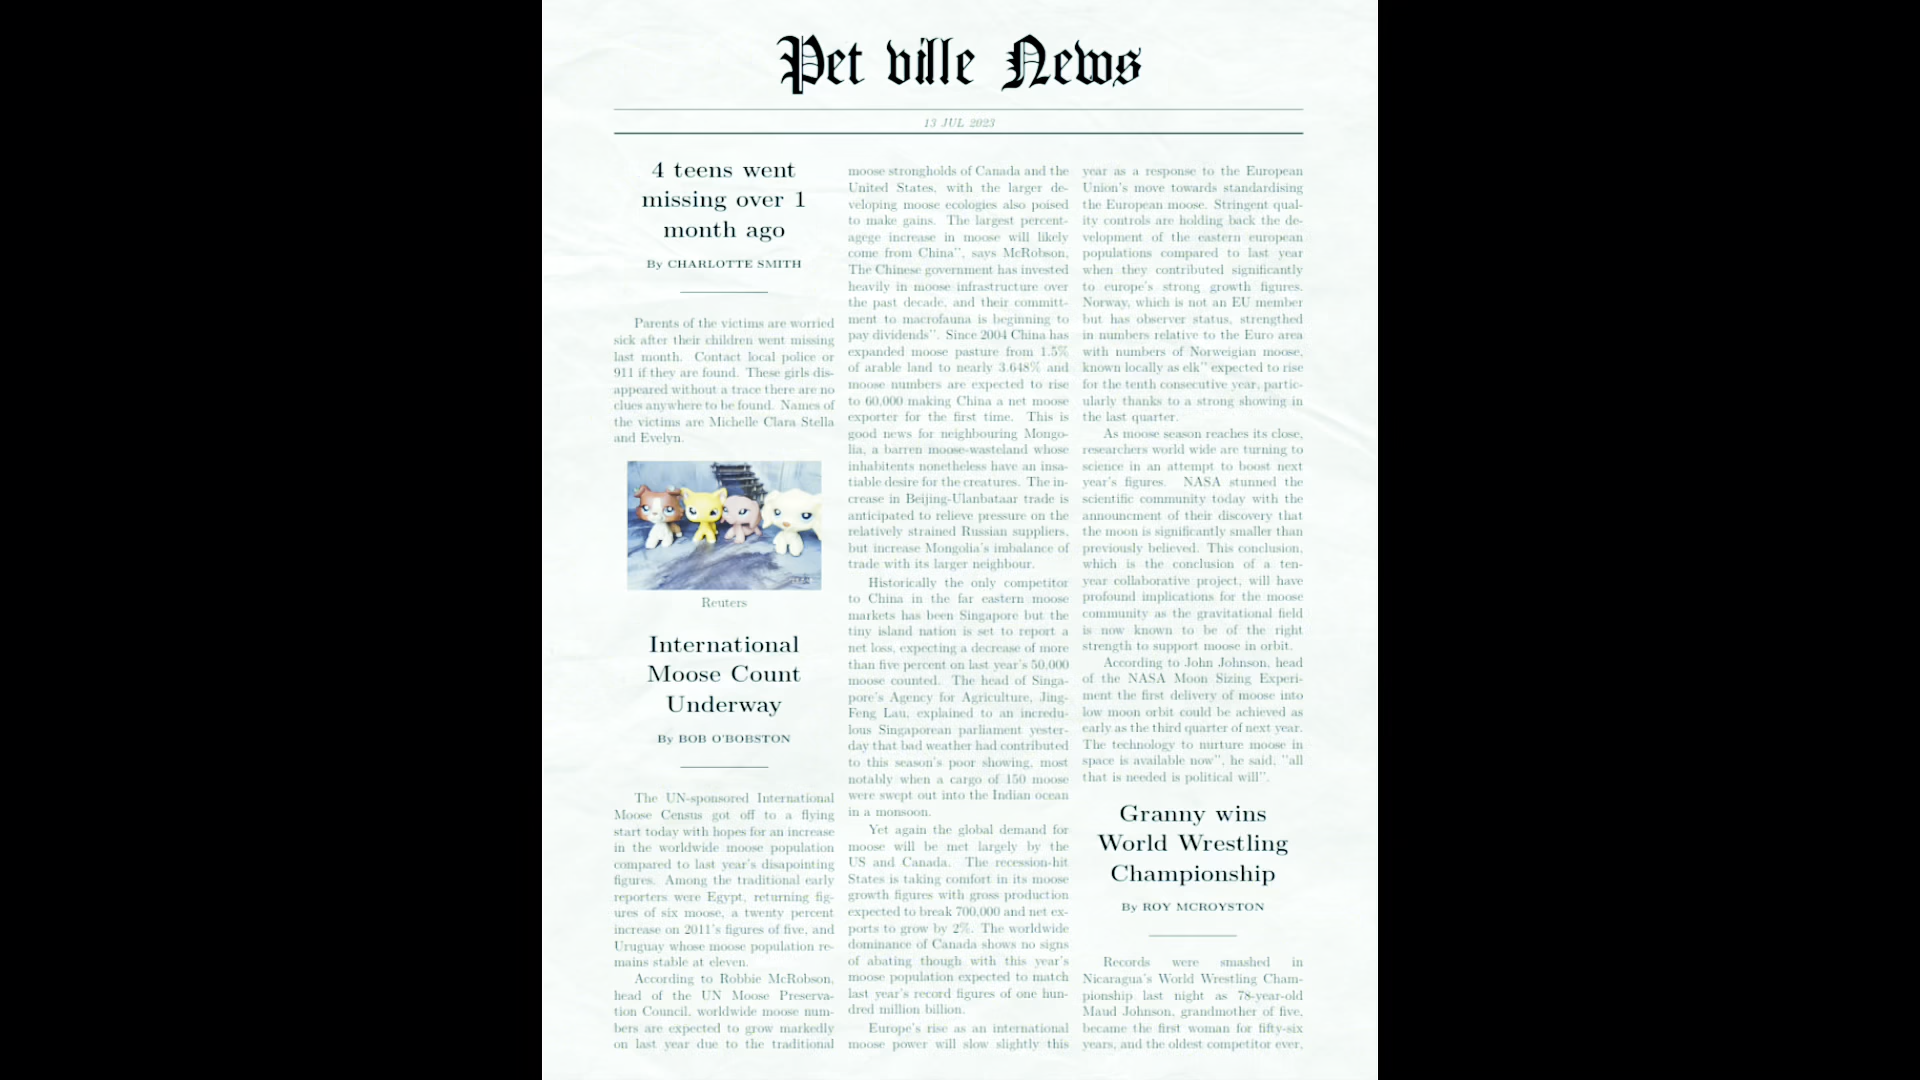 Pet ville News
13 JUL 2023
4 teens went
missing over 1
month ago
By CHARLOTTE SMITH
Parents of the victims are worried
sick after their children went missing
last month. Contact local police or
911 if they are found. These girls dis-
appeared without a trace there are no
clues anywhere to be found. Names of
the victims are Michelle Clara Stella
and Evelyn.
Reuters
International
Moose Count
Underway
By BOB O'BOBSTON
The UN-sponsored International
Moose Census got off to a flying
start today with hopes for an increase
in the worldwide moose population
compared to last year's disapointing
figures. Among the traditional early
reporters were Egypt, returning fig-
ures of six moose, a twenty percent
increase on 2011's figures of five, and
Uruguay whose moose population re-
mains stable at eleven.
According to Robbie McRobson,
head of the UN Moose Preserva-
tion Council, worldwide moose num-
bers are expected to grow markedly
on last year due to the traditional
moose strongholds of Canada and the
United States, with the larger de-
veloping moose ecologies also poised
to make gains. The largest percent-
agege increase in moose will likely
come from China", says McRobson,
The Chinese government has invested
heavily in moose infrastructure over
the past decade, and their committ-
ment to macrofauna is beginning to
pay dividends". Since 2004 China has
expanded moose pasture from 1.5%
of arable land to nearly 3.648% and
moose numbers are expected to rise
to 60,000 making China a net moose
exporter for the first time. This is
good news for neighbouring Mongo-
lia, a barren moose-wasteland whose
inhabitents nonetheless have an insa-
tiable desire for the creatures. The in-
crease in Beijing-Ulanbataar trade is
anticipated to relieve pressure on the
relatively strained Russian suppliers,
but increase Mongolia's imbalance of
trade with its larger neighbour.
Historically the only competitor
to China in the far eastern moose
markets has been Singapore but the
tiny island nation is set to report a
net loss, expecting a decrease of more
than five percent on last year's 50,000
moose counted. The head of Singa-
pore's Agency for Agriculture, Jing-
Feng Lau, explained to an incredu-
lous Singaporean parliament yester-
day that bad weather had contributed
to this season's poor showing, most
notably when a cargo of 150 moose
were swept out into the Indian ocean
in a monsoon.
Yet again the global demand for
moose will be met largely by the
US and Canada. The recession-hit
States is taking comfort in its moose
growth figures with gross production
expected to break 700,000 and net ex-
ports to grow by 2%. The worldwide
dominance of Canada shows no signs
of abating though with this year's
moose population expected to match
last year's record figures of one hun-
dred million billion.
Europe's rise as an international
moose power will slow slightly this
year as a response to the European
Union's move towards standardising
the European moose. Stringent qual-
ity controls are holding back the de-
velopment of the eastern european
populations compared to last year
when they contributed significantly
to europe's strong growth figures.
Norway, which is not an EU member
but has observer status, strengthed
in numbers relative to the Euro area
with numbers of Norweigian moose,
known locally as elk" expected to rise
for the tenth consecutive year, partic-
ularly thanks to a strong showing in
the last quarter.
As moose season reaches its close,
researchers world wide are turning to
science in an attempt to boost next
year's figures. NASA stunned the
scientific community today with the
announcment of their discovery that
the moon is significantly smaller than
previously believed. This conclusion,
which is the conclusion of a ten-
year collaborative project, will have
profound implications for the moose
community as the gravitational field
is now known to be of the right
strength to support moose in orbit.
According to John Johnson, head
of the NASA Moon Sizing Experi-
ment the first delivery of moose into
low moon orbit could be achieved as
early as the third quarter of next year.
The technology to nurture moose in
space is available now", he said, "all
that is needed is political will".
Granny wins
World Wrestling
Championship
By ROY MCROYSTON
Records were smashed in
Nicaragua's World Wrestling Cham-
pionship last night as 78-year-old
Maud Johnson, grandmother of five,
became the first woman for fifty-six
years, and the oldest competitor ever,